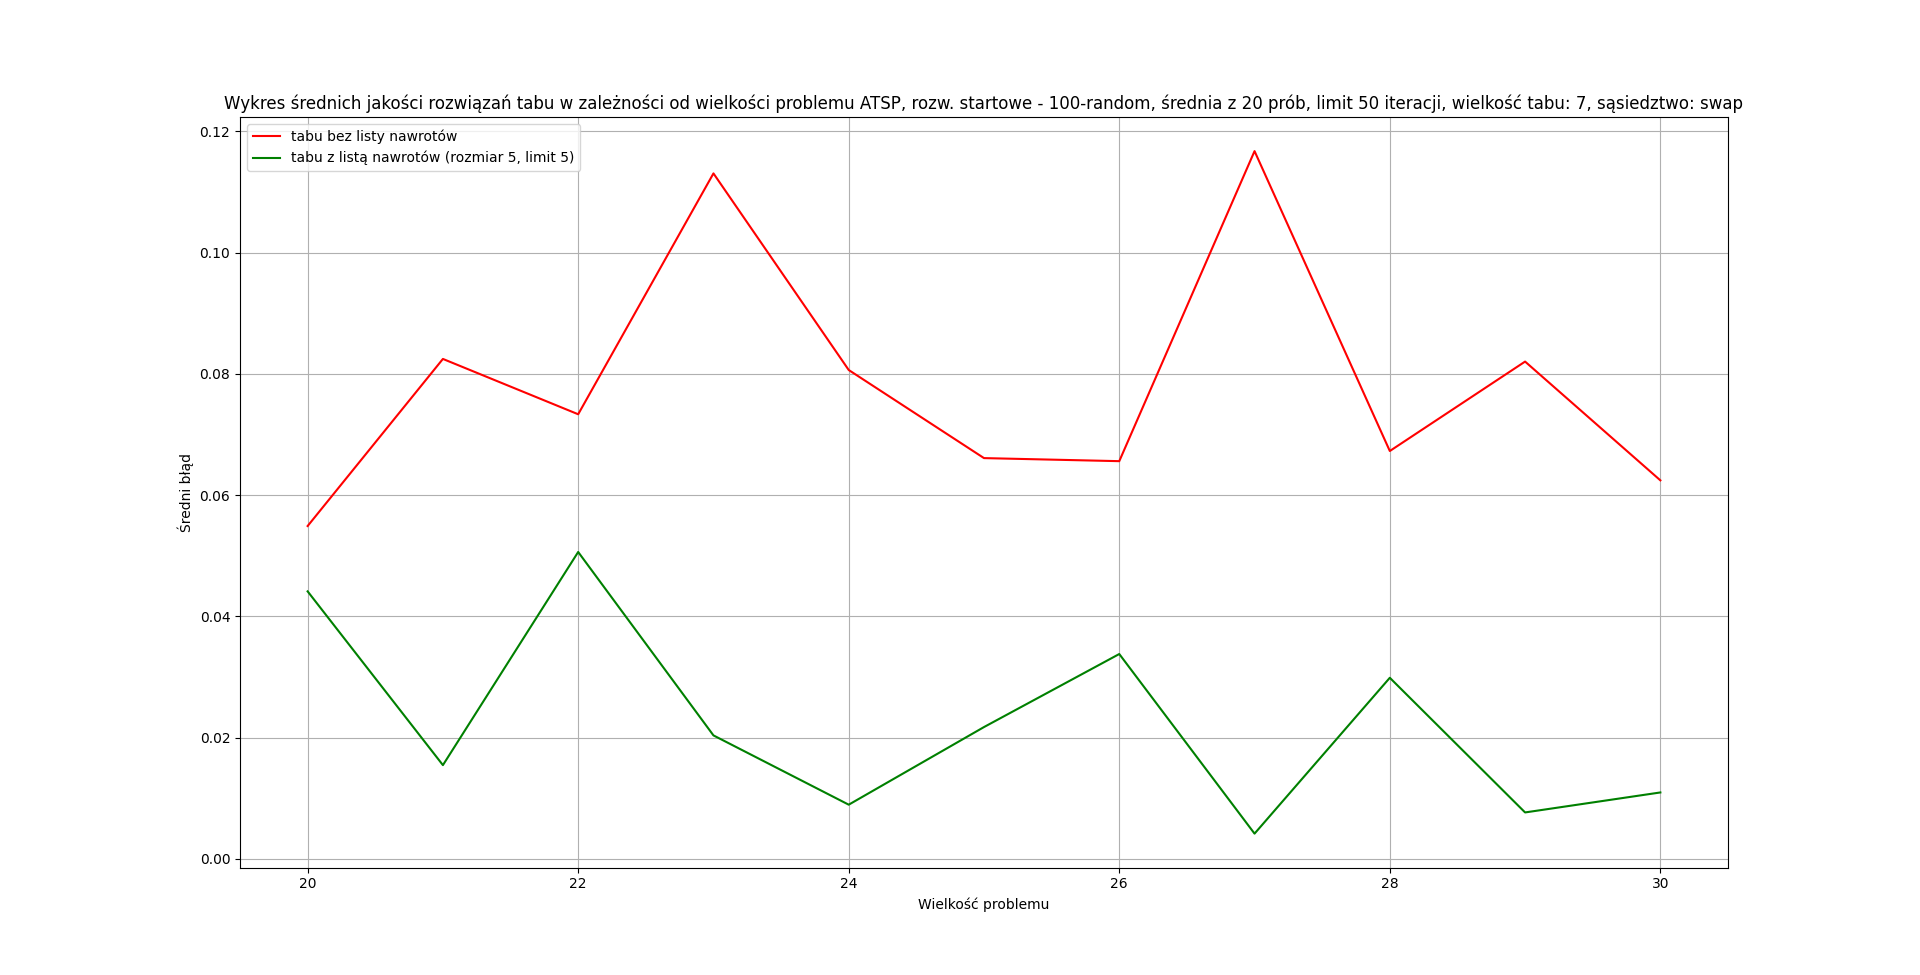 Wykres średnich jakości rozwiązań tabu w zależności od wielkości problemu ATSP, rozw. startowe - 100-random, średnia z 20 prób, limit 50 iteracji, wielkość tabu: 7, sąsiedztwo: swap
tabu bez listy nawrotów
tabu z listą nawrotów (rozmiar 5, limit 5)
0.12
0.10
0.08
0.06
0.04
0.02
0.00
Średni błąd
20 22 24 26 28 30
Wielkość problemu